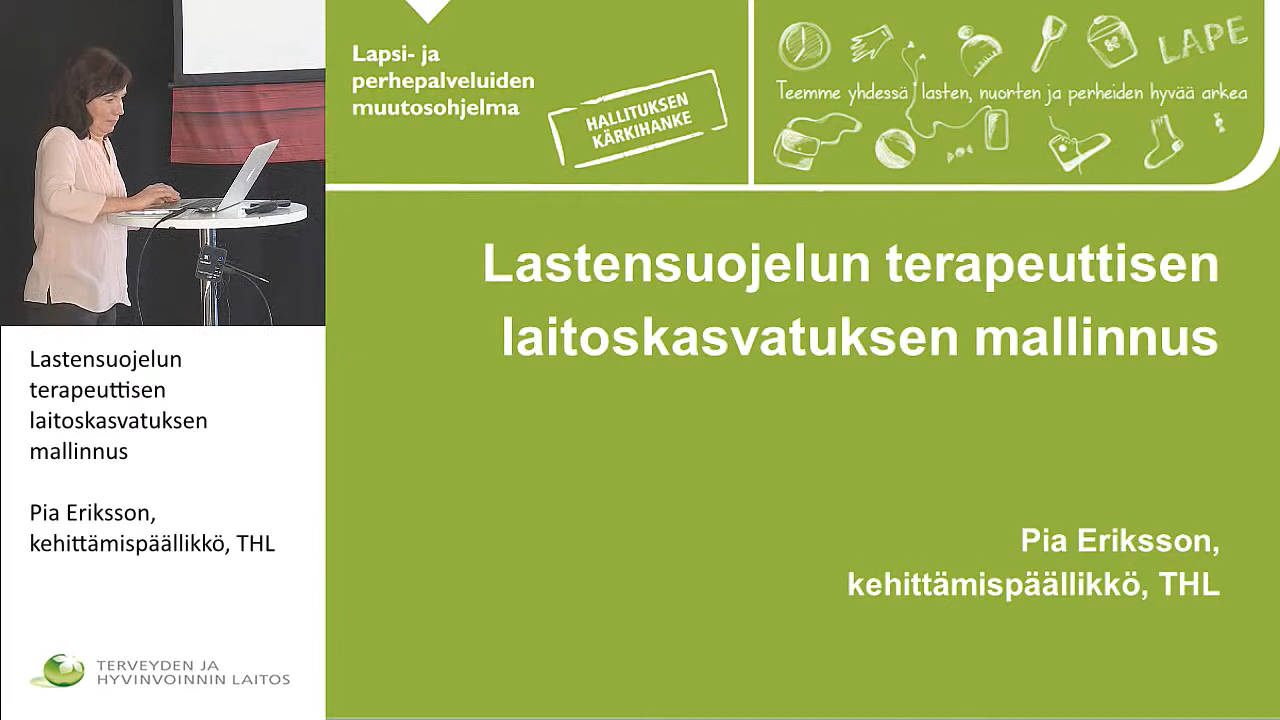 Lapsi- ja
perhepalveluiden
muutosohjelma
HALLITUKSEN
KÄRKIHANKE
LAPE
Teemme yhdessä lasten, nuorten ja perheiden hyvää arkea
Lastensuojelun terapeuttisen
laitoskasvatuksen mallinnus
Pia Eriksson,
kehittämispäällikkö, THL
Lastensuojelun
terapeuttisen
laitoskasvatuksen
mallinnus
Pia Eriksson,
kehittämispäällikkö, THL
TERVEYDEN JA
HYVINVOINNIN LAITOS